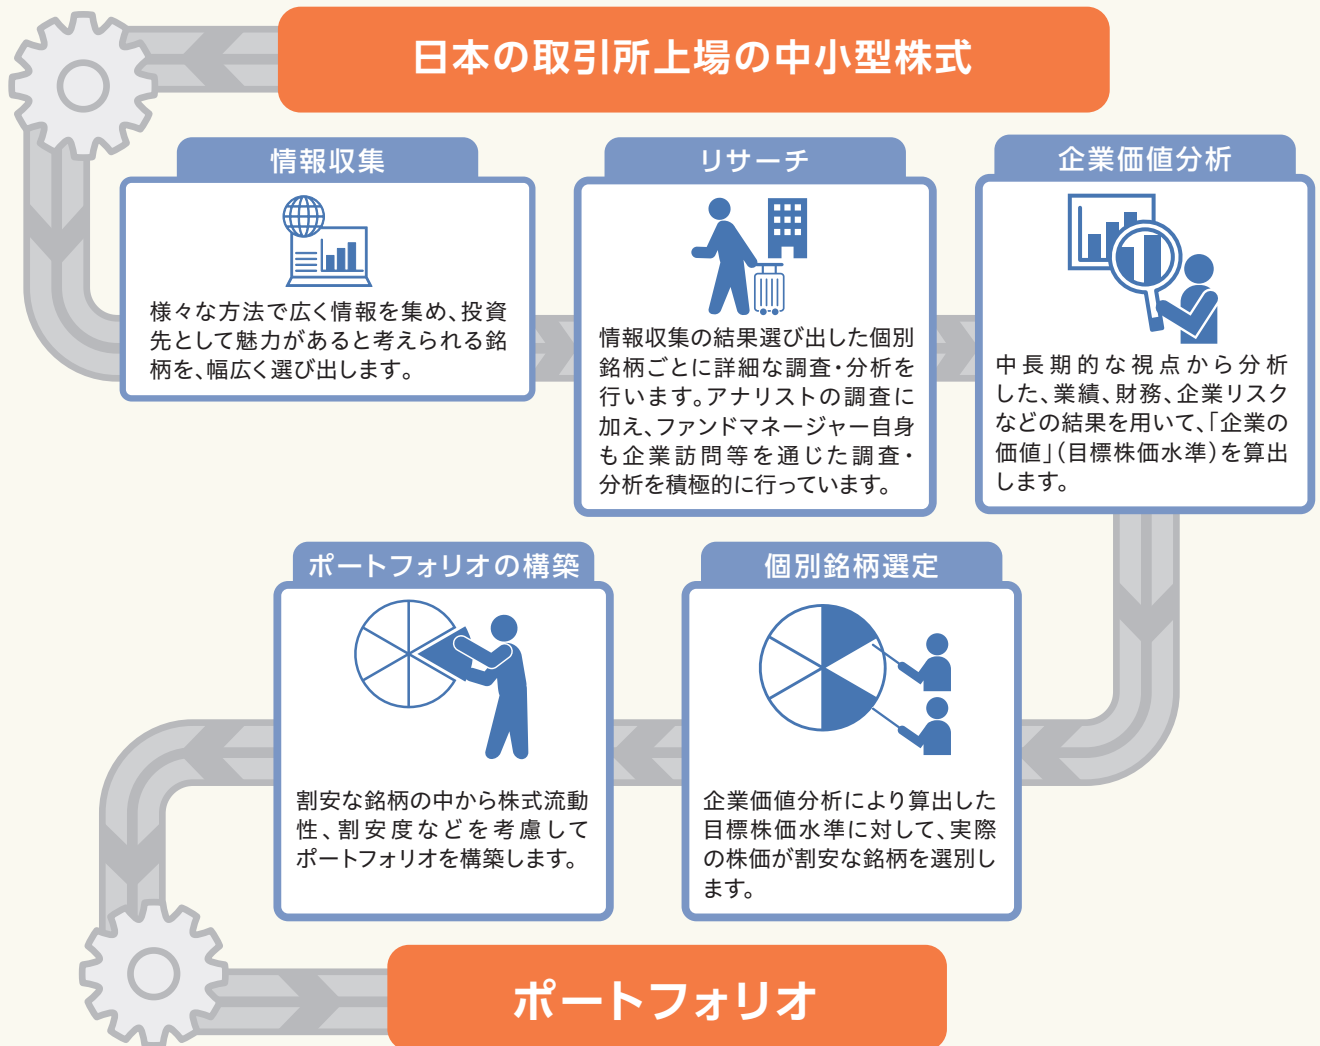 日本の取引所上場の中小型株式
情報収集
様々な方法で広く情報を集め、投資
先として魅力があると考えられる銘
柄を、幅広く選び出します。
リサーチ
情報収集の結果選び出した個別
銘柄ごとに詳細な調査・分析を
行います。アナリストの調査に
加え、ファンドマネージャー自身
も企業訪問等を通じた調査・
分析を積極的に行っています。
企業価値分析
中長期的な視点から分析
した、業績、財務、企業リスク
などの結果を用いて、「企業の
価値」(目標株価水準)を算出
します。
個別銘柄選定
企業価値分析により算出した
目標株価水準に対して、実際
の株価が割安な銘柄を選別し
ます。
ポートフォリオの構築
割安な銘柄の中から株式流動
性、割安度などを考慮して
ポートフォリオを構築します。
ポートフォリオ